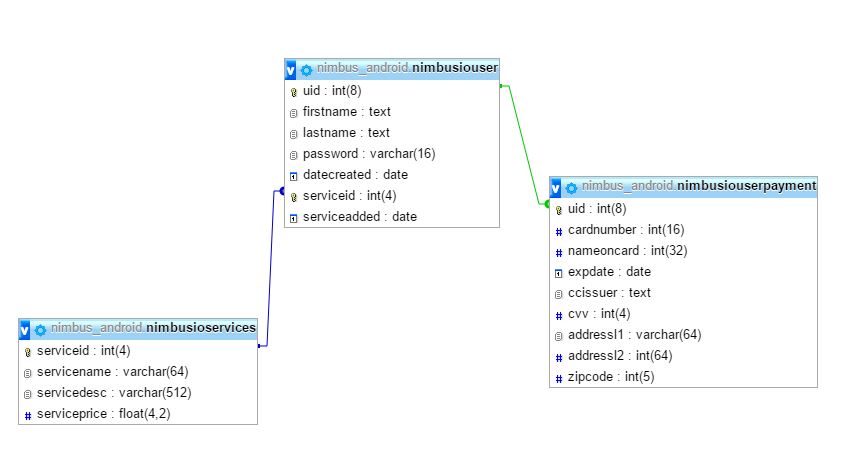 nimbus_android.nimbusiouser
uid : int(8)
firstname : text
lastname : text
password : varchar(16)
datecreated : date
serviceid : int(4)
serviceadded : date
nimbus_android.nimbusiouserpayment
uid : int(8)
# cardnumber : int(16)
# nameoncard : int(32)
expdate : date
ccissuer : text
# cvv : int(4)
addressl1 : varchar(64)
# addressl2 : int(64)
# zipcode : int(5)
nimbus_android.nimbusioservices
serviceid : int(4)
servicename : varchar(64)
servicedesc : varchar(512)
# serviceprice : float(4,2)